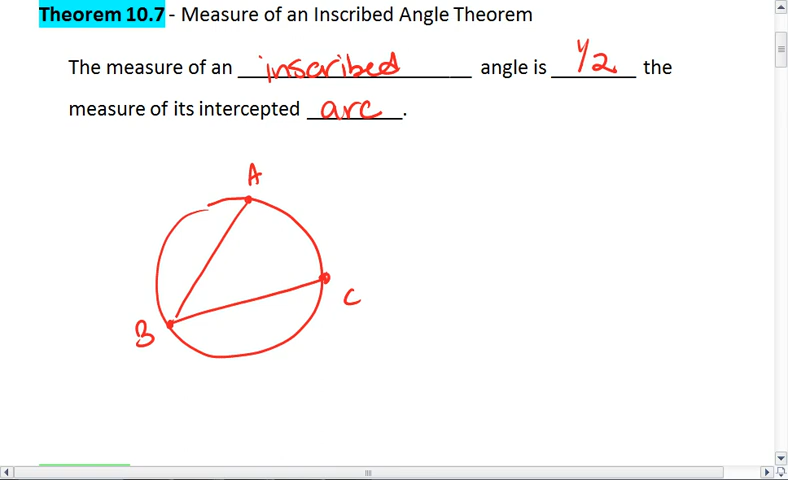 Theorem 10.7 - Measure of an Inscribed Angle Theorem
The measure of an inscribed angle is 1/2 the
measure of its intercepted arc.
A
C
B